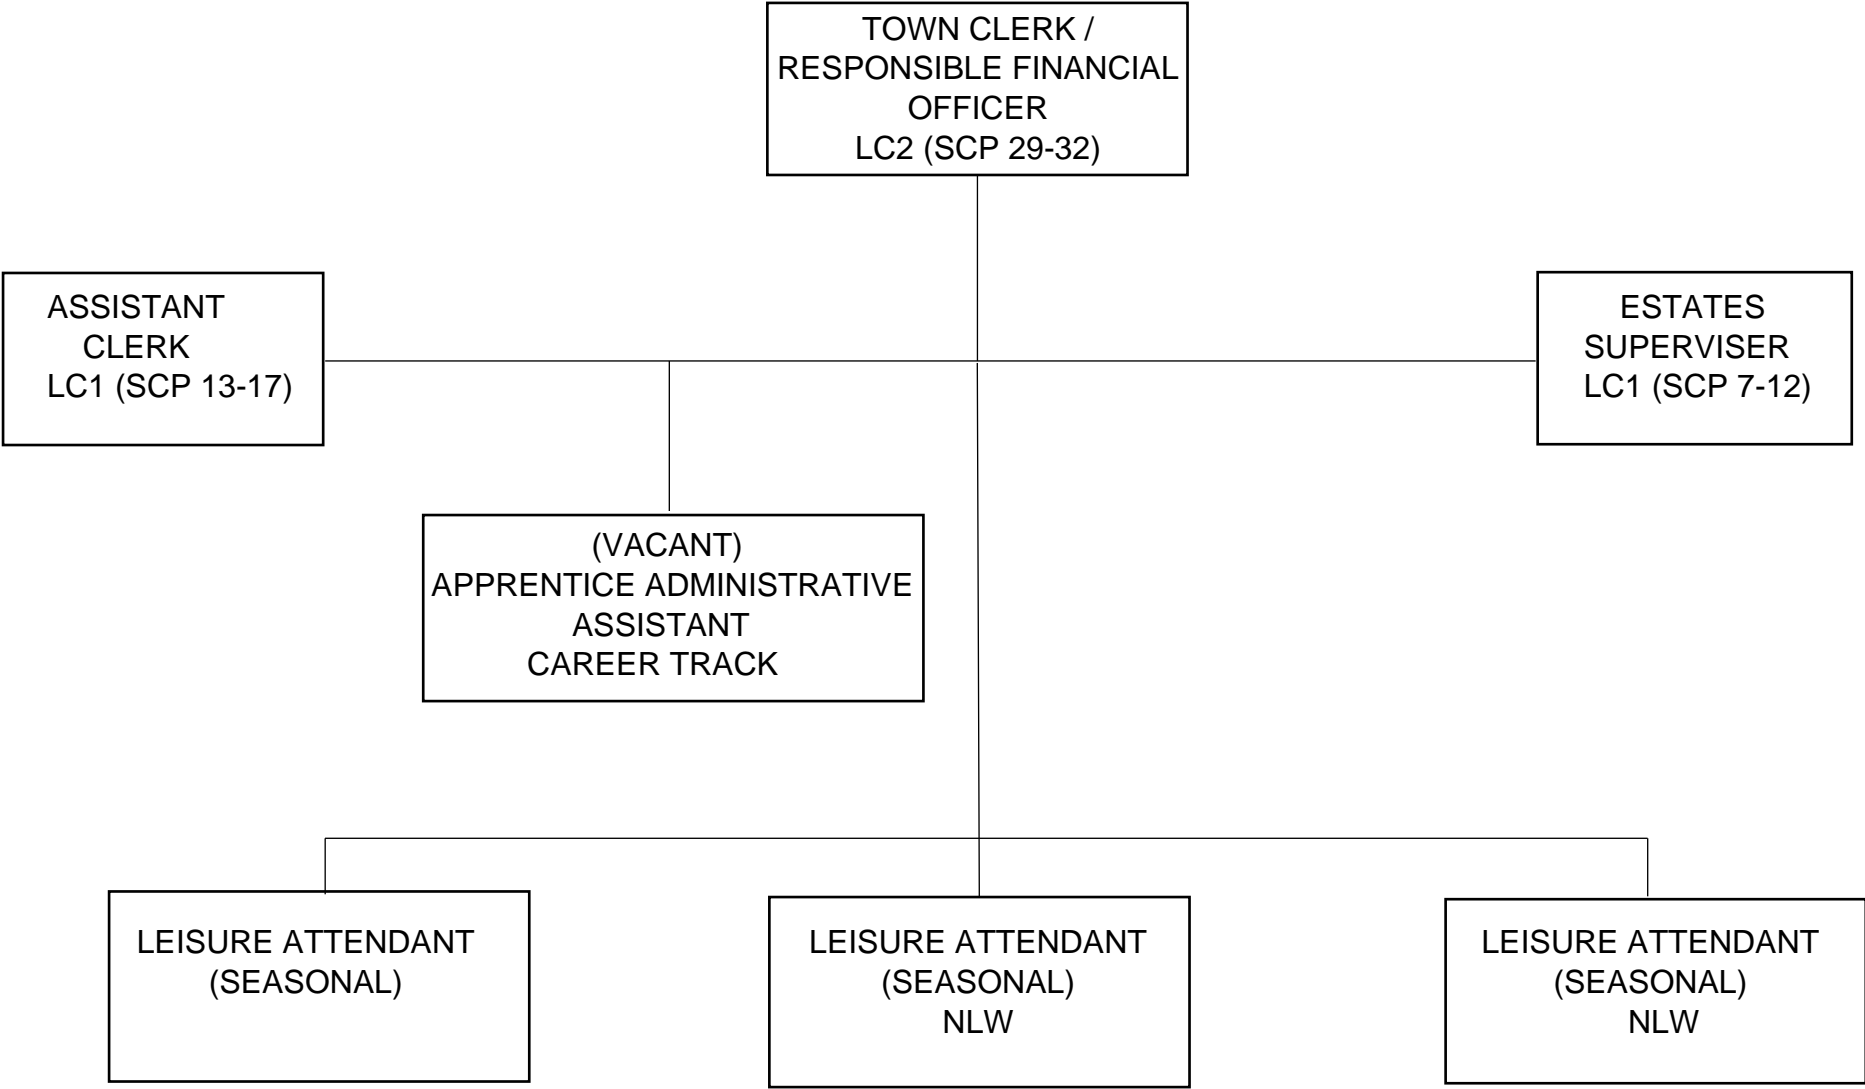 TOWN CLERK /
RESPONSIBLE FINANCIAL
OFFICER
LC2 (SCP 29-32)
ASSISTANT
CLERK
LC1 (SCP 13-17)
ESTATES
SUPERVISER
LC1 (SCP 7-12)
(VACANT)
APPRENTICE ADMINISTRATIVE
ASSISTANT
CAREER TRACK
LEISURE ATTENDANT
(SEASONAL)
LEISURE ATTENDANT
(SEASONAL)
NLW
LEISURE ATTENDANT
(SEASONAL)
NLW